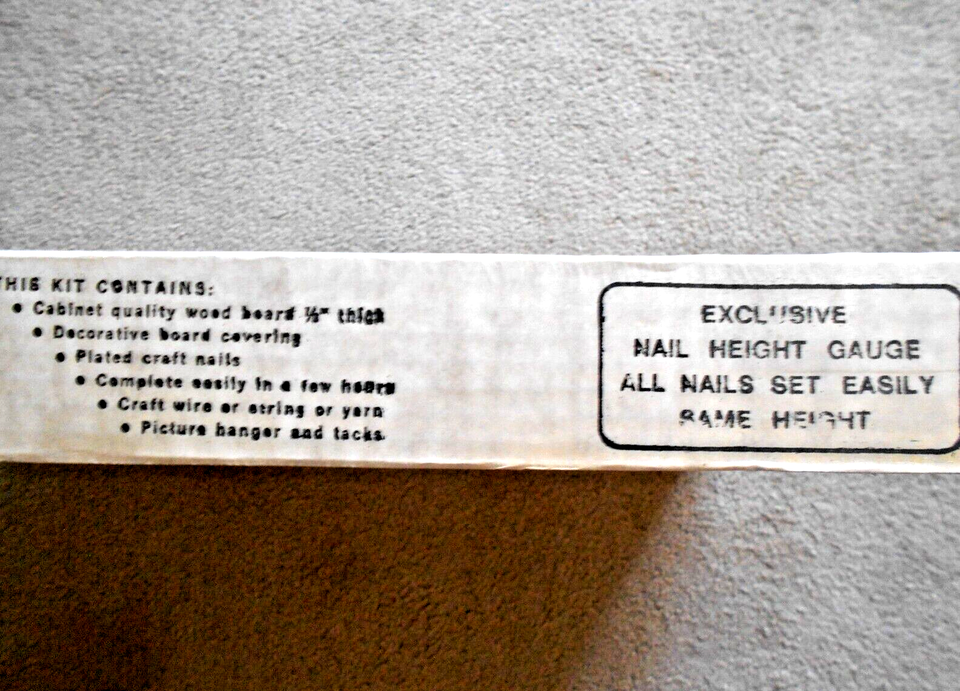 THIS KIT CONTAINS:
• Cabinet quality wood board ½" thick
• Decorative board covering
• Plated craft nails
• Complete easily in a few hours
• Craft wire or string or yarn
• Picture hanger and tacks
EXCLUSIVE
NAIL HEIGHT GAUGE
ALL NAILS SET EASILY
SAME HEIGHT